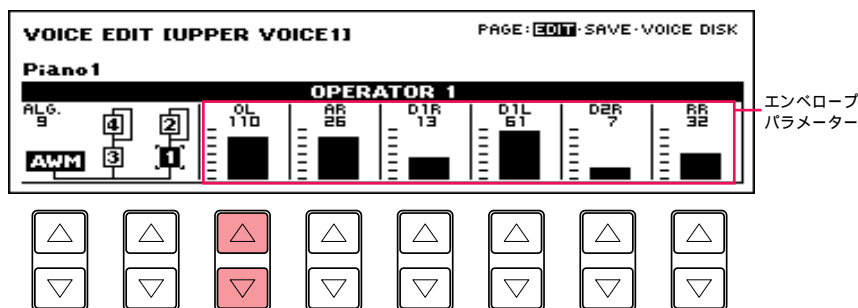 VOICE EDIT [UPPER VOICE1]
PAGE:EDIT·SAVE·VOICE DISK
Piano1
OPERATOR 1
ALG.
9
4
2
AWM
3
1
OL
110
AR
26
D1R
13
D1L
61
D2R
7
RR
32
エンベロープ
パラメーター